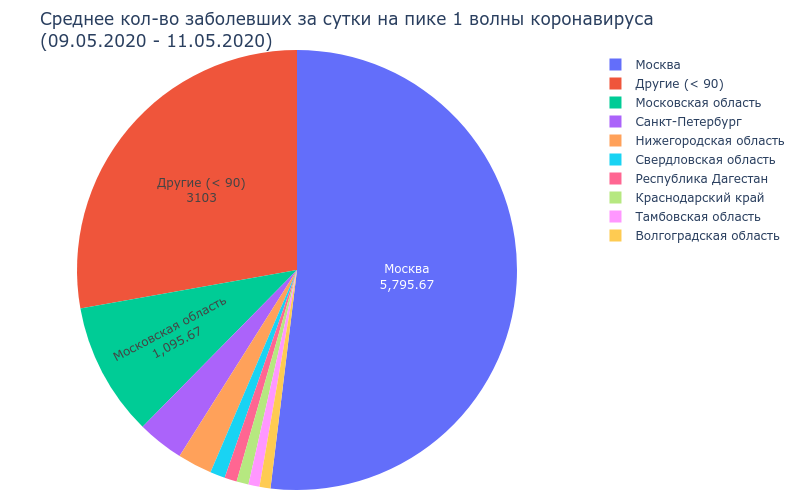 Среднее кол-во заболевших за сутки на пике 1 волны коронавируса
(09.05.2020 - 11.05.2020)
Москва
Другие (< 90)
Московская область
Санкт-Петербург
Нижегородская область
Свердловская область
Республика Дагестан
Краснодарский край
Тамбовская область
Волгоградская область
Другие (< 90)
3103
Москва
5,795.67
Московская область
1,095.67